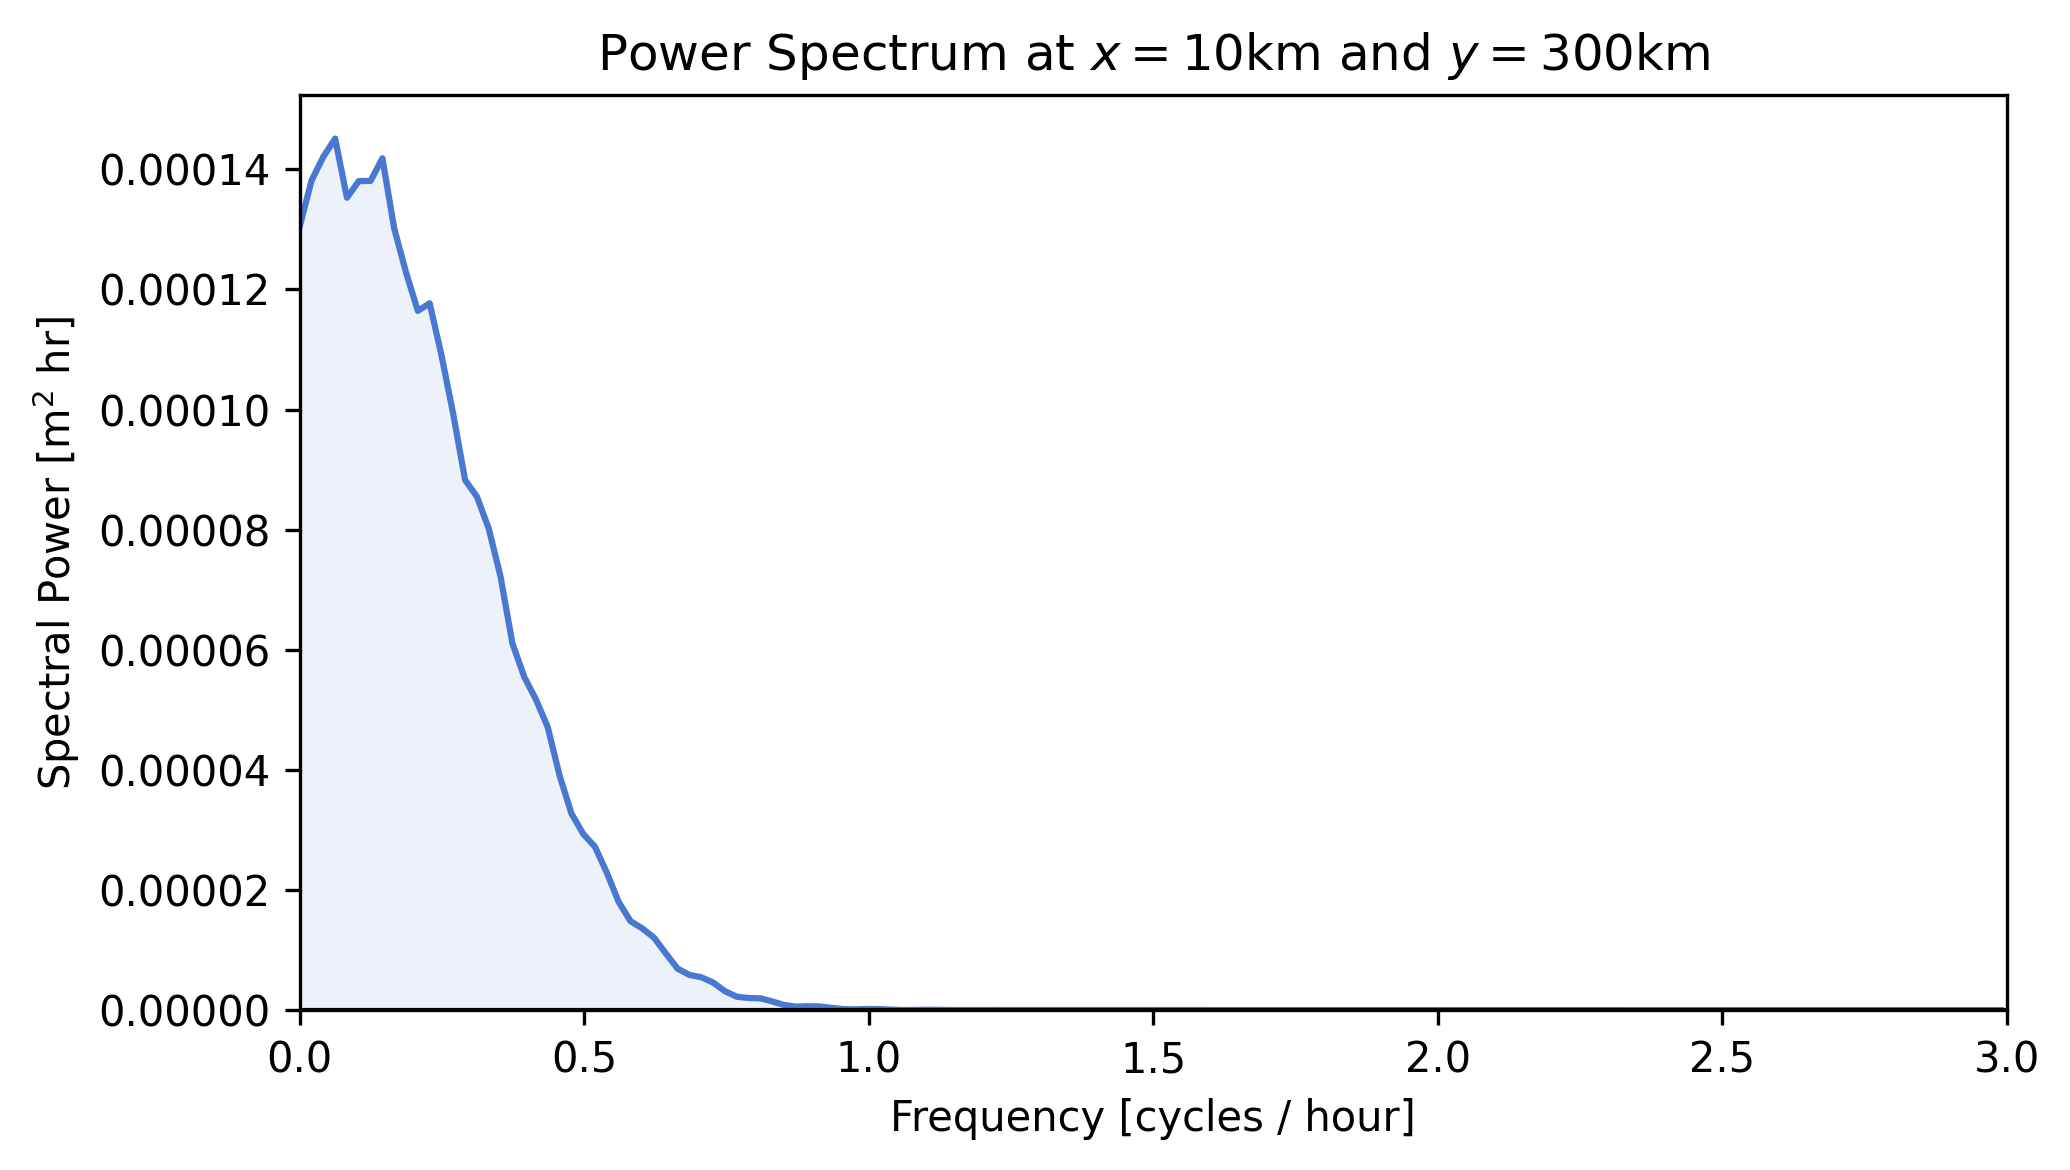 Power Spectrum at x = 10km and y = 300km
Spectral Power [m² hr]
0.00014
0.00012
0.00010
0.00008
0.00006
0.00004
0.00002
0.00000
0.0 0.5 1.0 1.5 2.0 2.5 3.0
Frequency [cycles / hour]